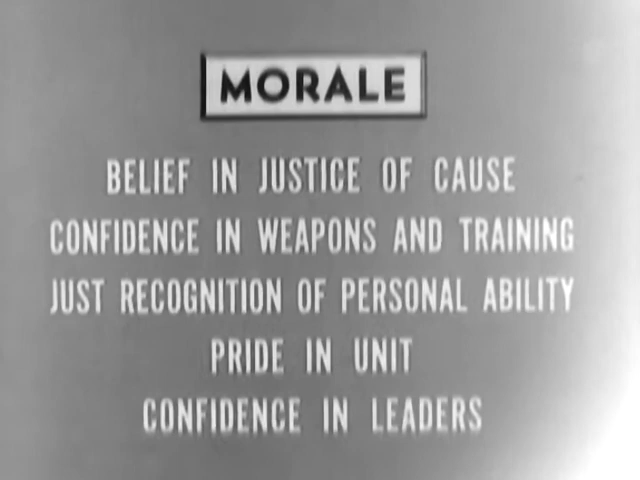 MORALE
BELIEF IN JUSTICE OF CAUSE
CONFIDENCE IN WEAPONS AND TRAINING
JUST RECOGNITION OF PERSONAL ABILITY
PRIDE IN UNIT
CONFIDENCE IN LEADERS